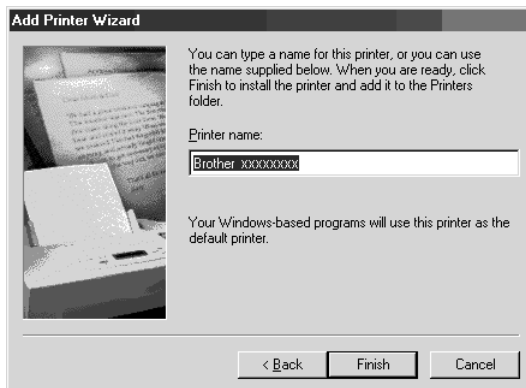 Add Printer Wizard
You can type a name for this printer, or you can use
the name supplied below. When you are ready, click
Finish to install the printer and add it to the Printers
folder.
Printer name:
Brother xxxxxxxx
Your Windows-based programs will use this printer as the
default printer.
< Back
Finish
Cancel